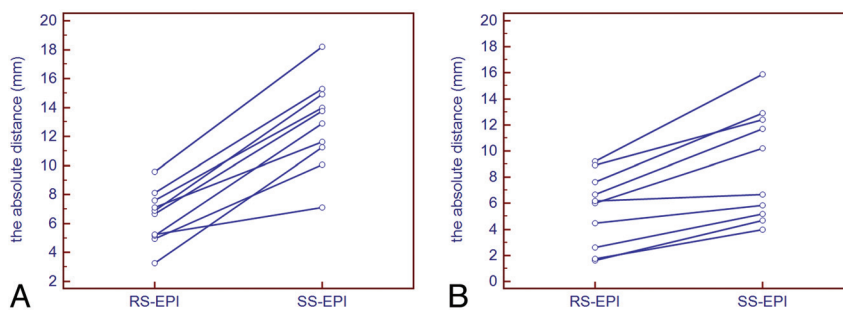 20
18
16
14
12
10
8
6
4
2
the absolute distance (mm)
RS-EPI
SS-EPI
A
20
18
16
14
12
10
8
6
4
2
0
the absolute distance (mm)
RS-EPI
SS-EPI
B